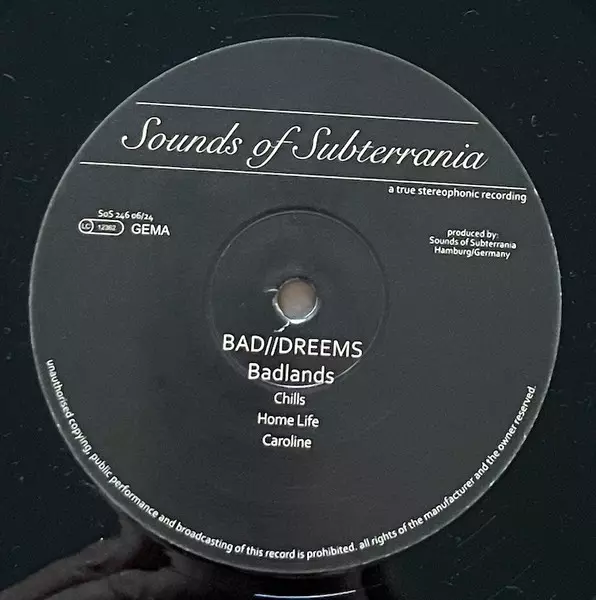 Sounds of Subterrania
a true stereophonic recording
SoS 246 06/24
LC 12362 GEMA
produced by:
Sounds of Subterrania
Hamburg/Germany
BAD//DREEMS
Badlands
Chills
Home Life
Caroline
unauthorised copying, public performance and broadcasting of this record is prohibited. all rights of the manufacturer and the owner reserved.